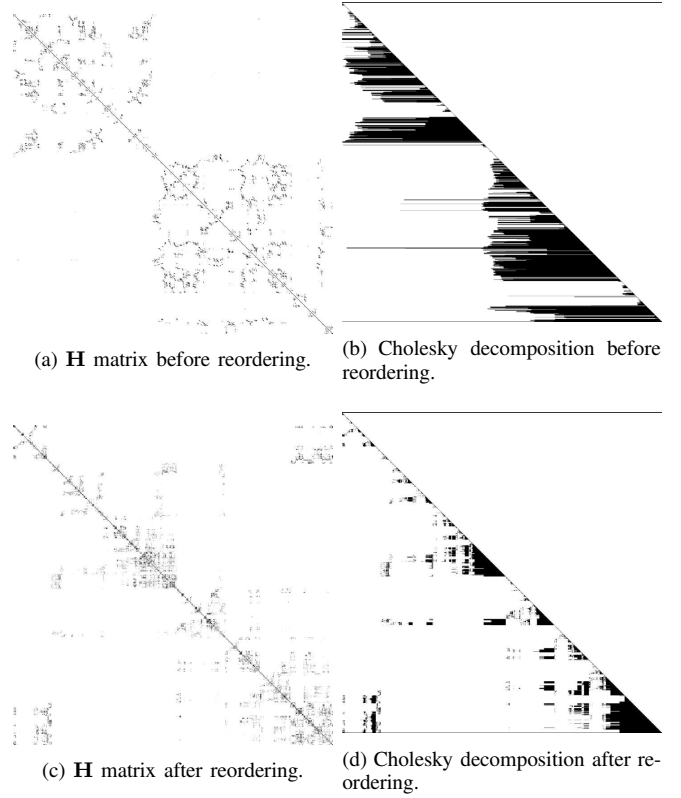 (a) H matrix before reordering.
(b) Cholesky decomposition before
reordering.
(c) H matrix after reordering.
(d) Cholesky decomposition after re-
ordering.